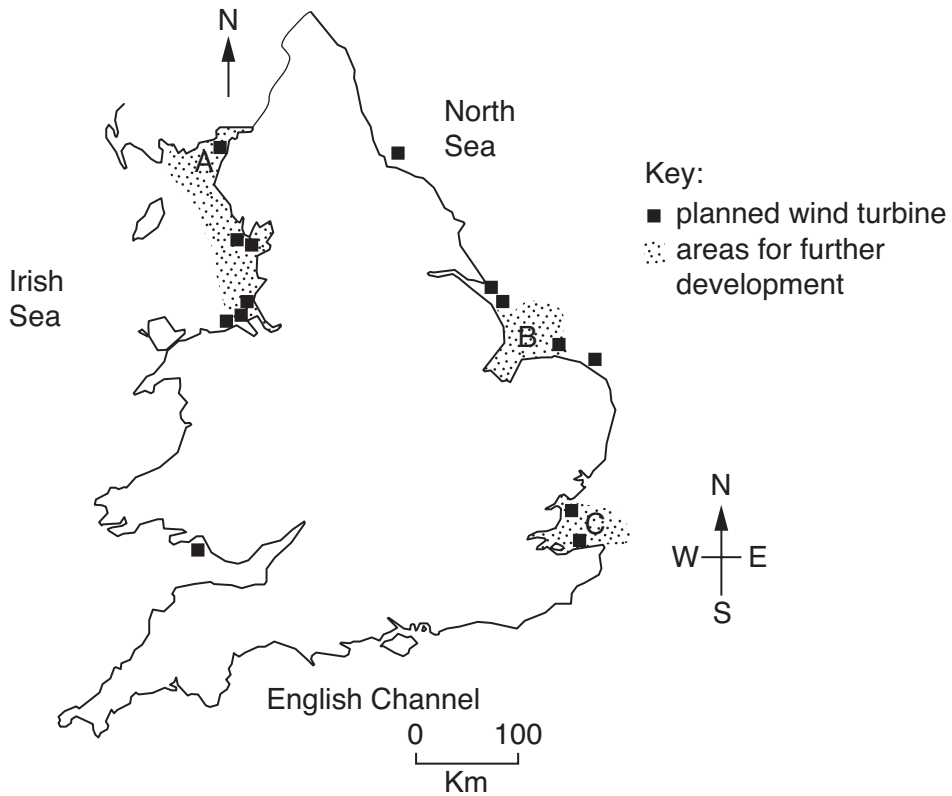 N
North
Sea
A
Key:
planned wind turbine
areas for further
development
Irish
Sea
B
N
C
W E
S
English Channel
0 100
Km